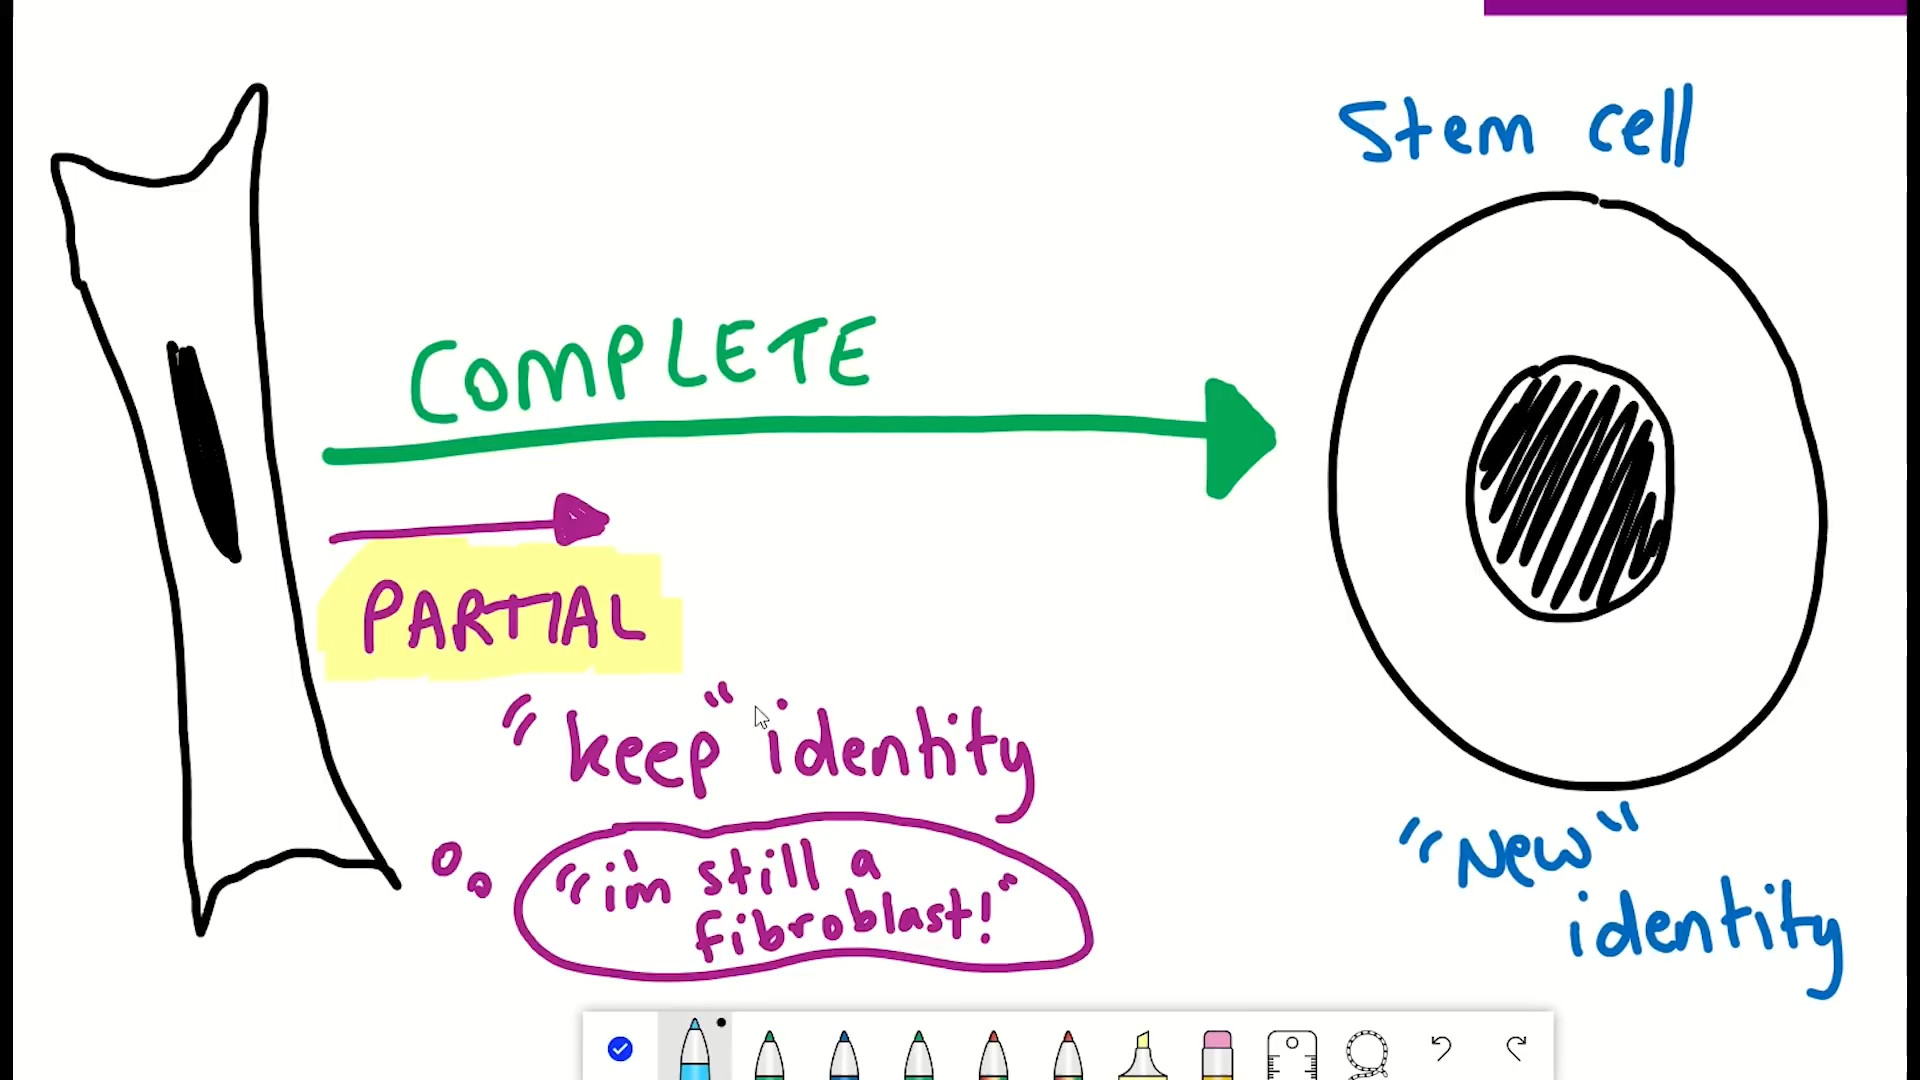 Stem cell
COMPLETE
PARTIAL
"keep" identity
"i'm still a
fibroblast!"
"New"
identity